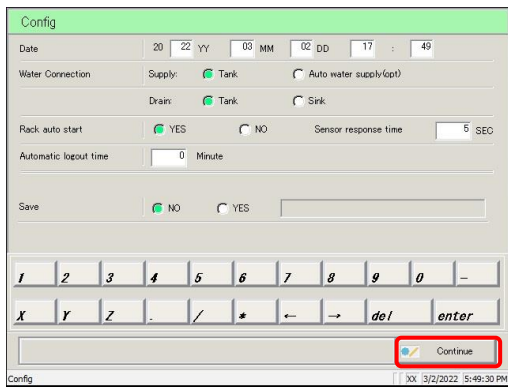 Config
Date 20 22 YY 03 MM 02 DD 17 : 49
Water Connection Supply: Tank Auto water supply(opt)
Drain: Tank Sink
Rack auto start YES NO Sensor response time 5 SEC
Automatic logout time 0 Minute
Save NO YES
1 2 3 4 5 6 7 8 9 0 -
X Y Z . / * ← → del enter
Continue
Config XX 3/2/2022 5:49:30 PM